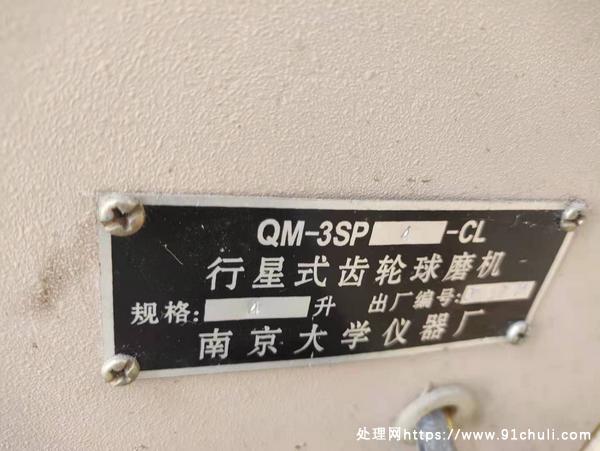 QM-3SP 4 -CL
行星式齿轮球磨机
规格: 4 升 出厂编号:
南京大学仪器厂
处理网https://www.91chuli.com/